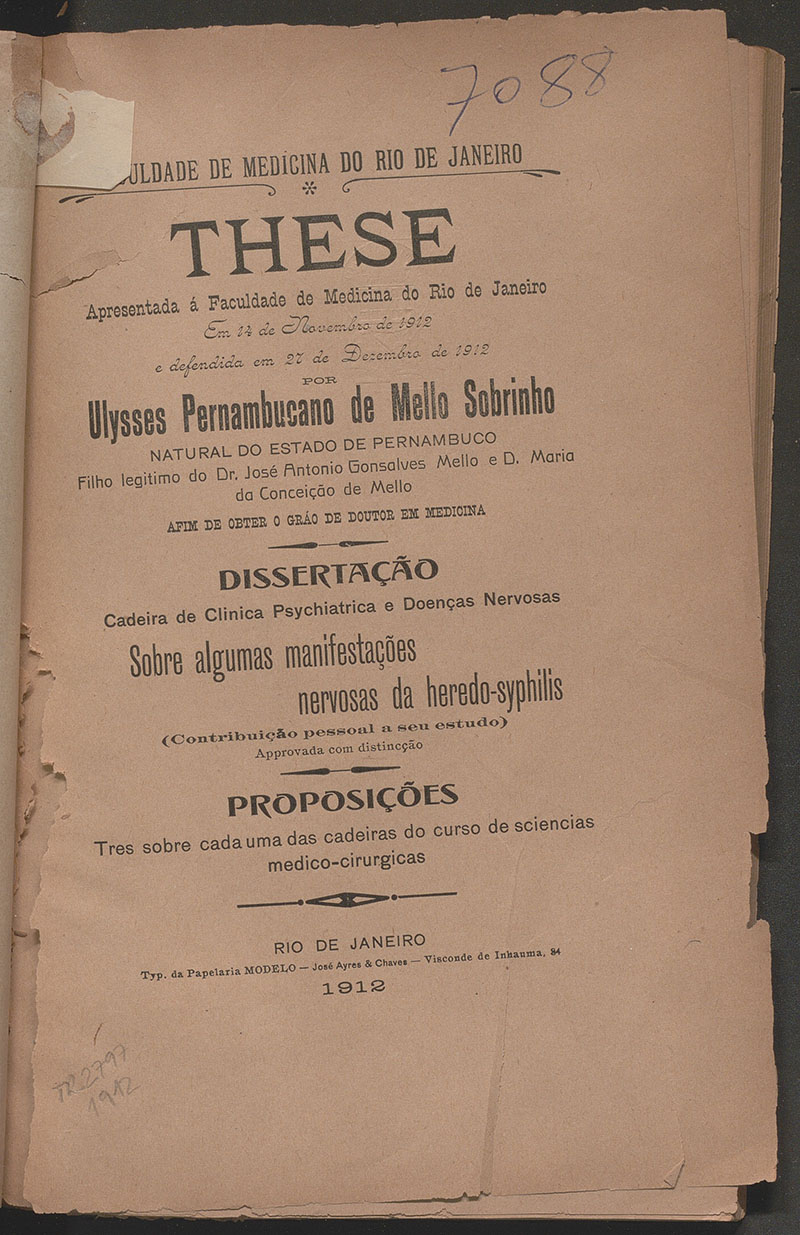 7088
CULDADE DE MEDICINA DO RIO DE JANEIRO
THESE
Apresentada á Faculdade de Medicina do Rio de Janeiro
Em 14 de Novembro de 1912
e defendida em 27 de Dezembro de 1912
POR
Ulysses Pernambucano de Mello Sobrinho
NATURAL DO ESTADO DE PERNAMBUCO
Filho legitimo do Dr. José Antonio Gonsalves Mello e D. Maria
da Conceição de Mello
AFIM DE OBTER O GRÁO DE DOUTOR EM MEDICINA
DISSERTAÇÃO
Cadeira de Clinica Psychiatrica e Doenças Nervosas
Sobre algumas manifestações
nervosas da heredo-syphilis
(Contribuição pessoal a seu estudo)
Approvada com distincção
PROPOSIÇÕES
Tres sobre cada uma das cadeiras do curso de sciencias
medico-cirurgicas
RIO DE JANEIRO
Typ. da Papelaria MODELO — José Ayres & Chaves — Visconde de Inhauma, 84
1912
TR 2797
1912